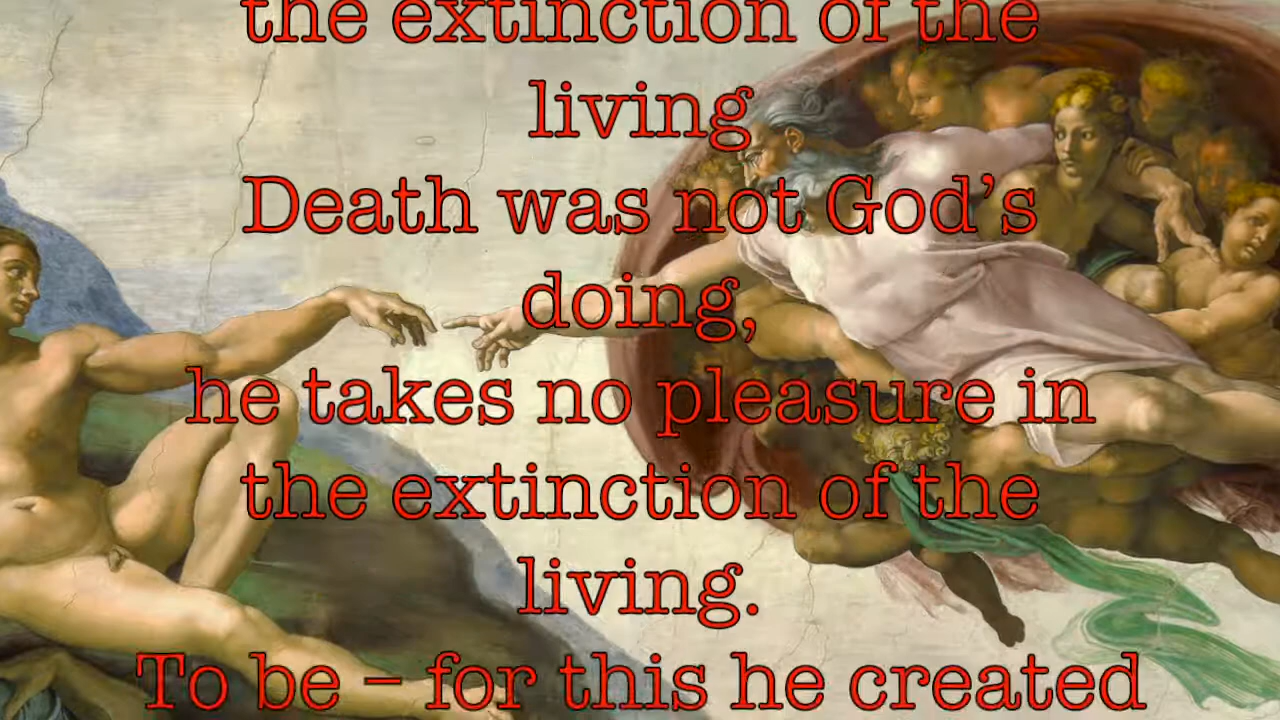 the extinction of the
living
Death was not God’s
doing,
he takes no pleasure in
the extinction of the
living.
To be – for this he created